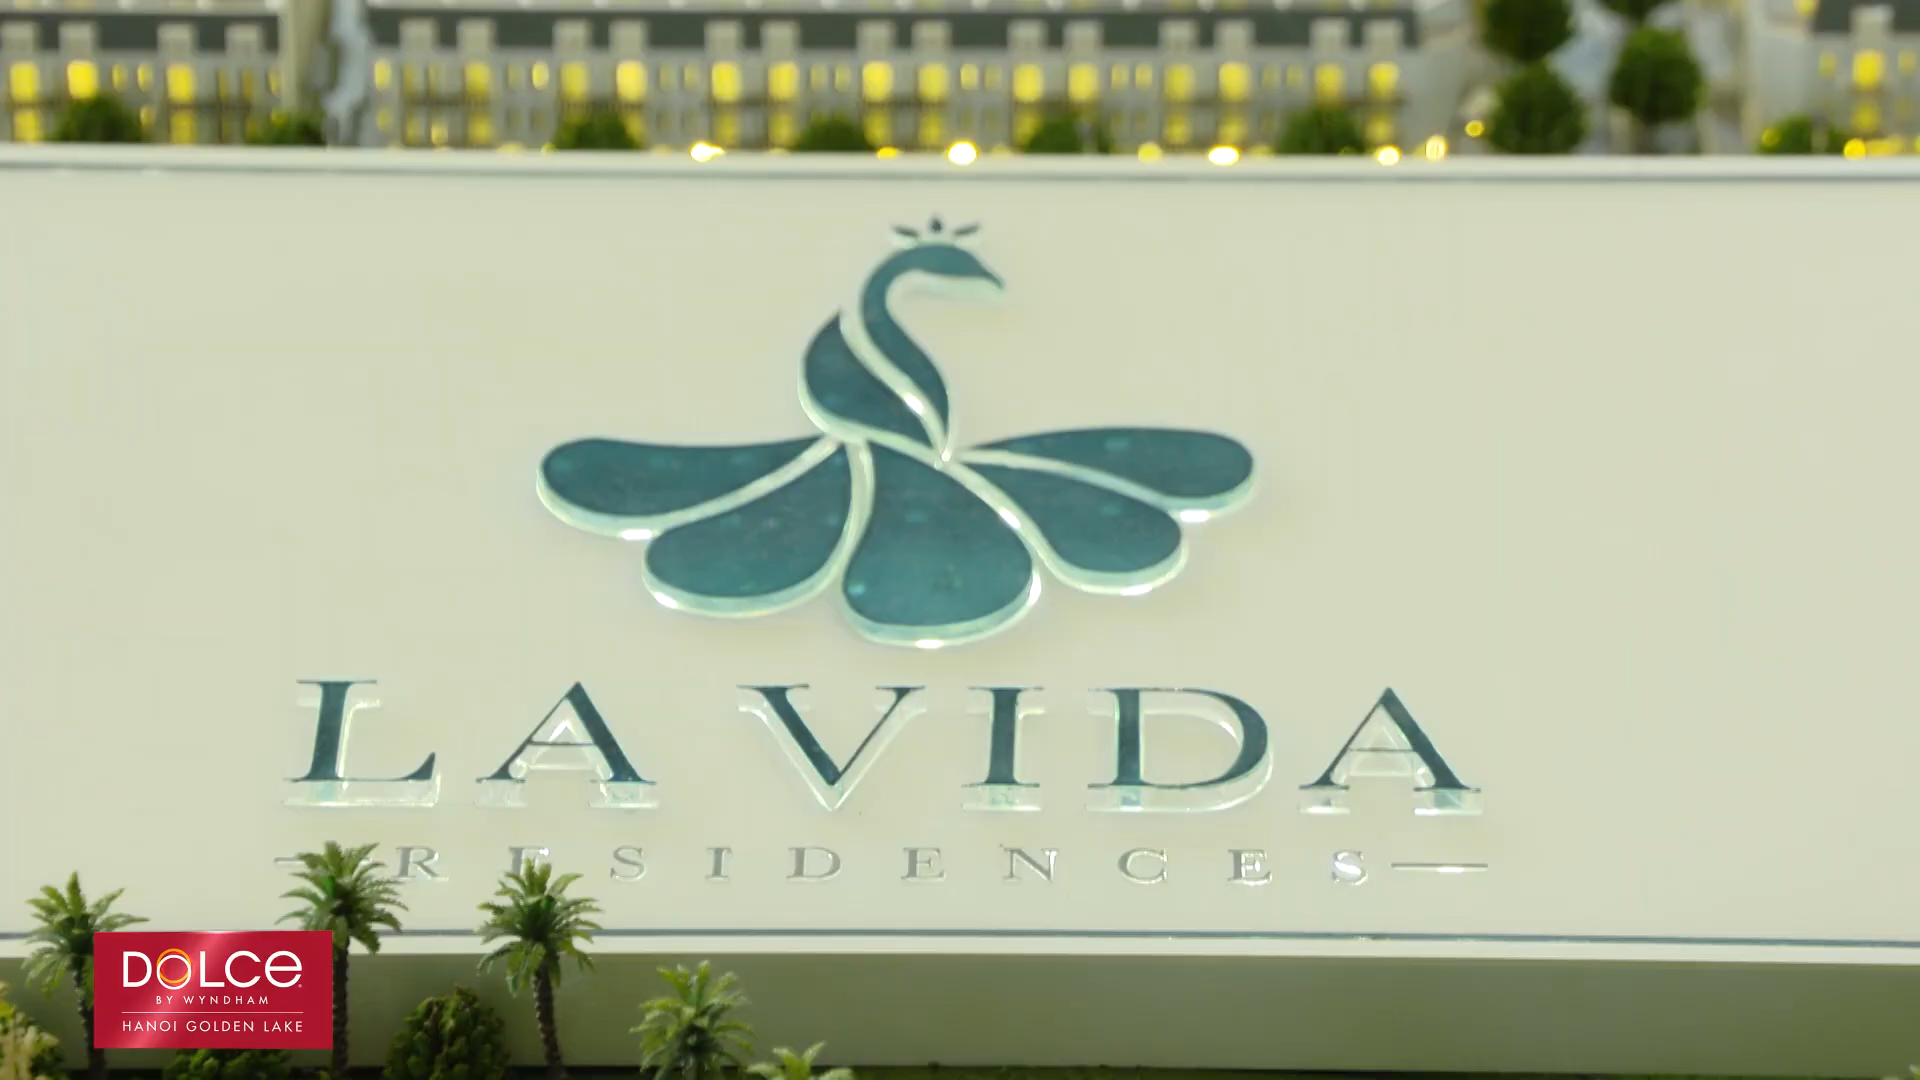 LA VIDA
RESIDENCES
DOLCE
BY WYNDHAM
HANOI GOLDEN LAKE